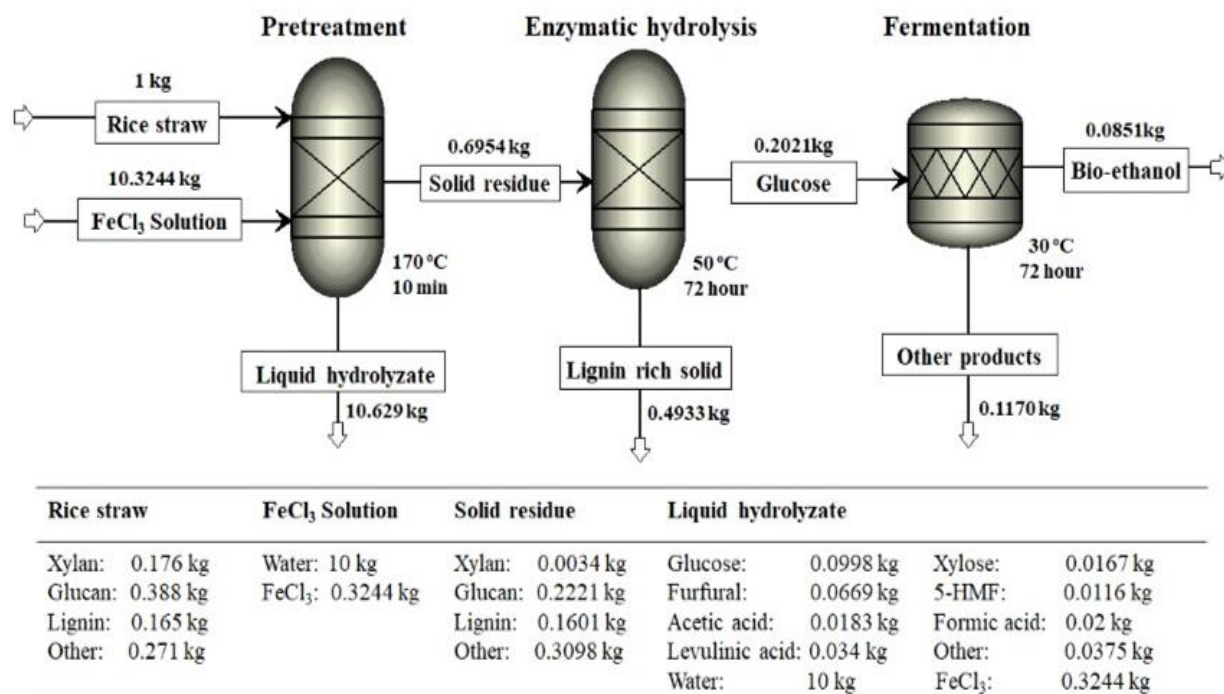 Pretreatment Enzymatic hydrolysis Fermentation
1 kg
Rice straw
10.3244 kg
FeCl₃ Solution
0.6954 kg
Solid residue
0.2021kg
Glucose
0.0851kg
Bio-ethanol
170 °C
10 min
50 °C
72 hour
30 °C
72 hour
Liquid hydrolyzate
10.629 kg
Lignin rich solid
0.4933 kg
Other products
0.1170 kg
Rice straw FeCl₃ Solution Solid residue Liquid hydrolyzate
Xylan: 0.176 kg Water: 10 kg Xylan: 0.0034 kg Glucose: 0.0998 kg Xylose: 0.0167 kg
Glucan: 0.388 kg FeCl₃: 0.3244 kg Glucan: 0.2221 kg Furfural: 0.0669 kg 5-HMF: 0.0116 kg
Lignin: 0.165 kg Lignin: 0.1601 kg Acetic acid: 0.0183 kg Formic acid: 0.02 kg
Other: 0.271 kg Other: 0.3098 kg Levulinic acid: 0.034 kg Other: 0.0375 kg
Water: 10 kg FeCl₃: 0.3244 kg